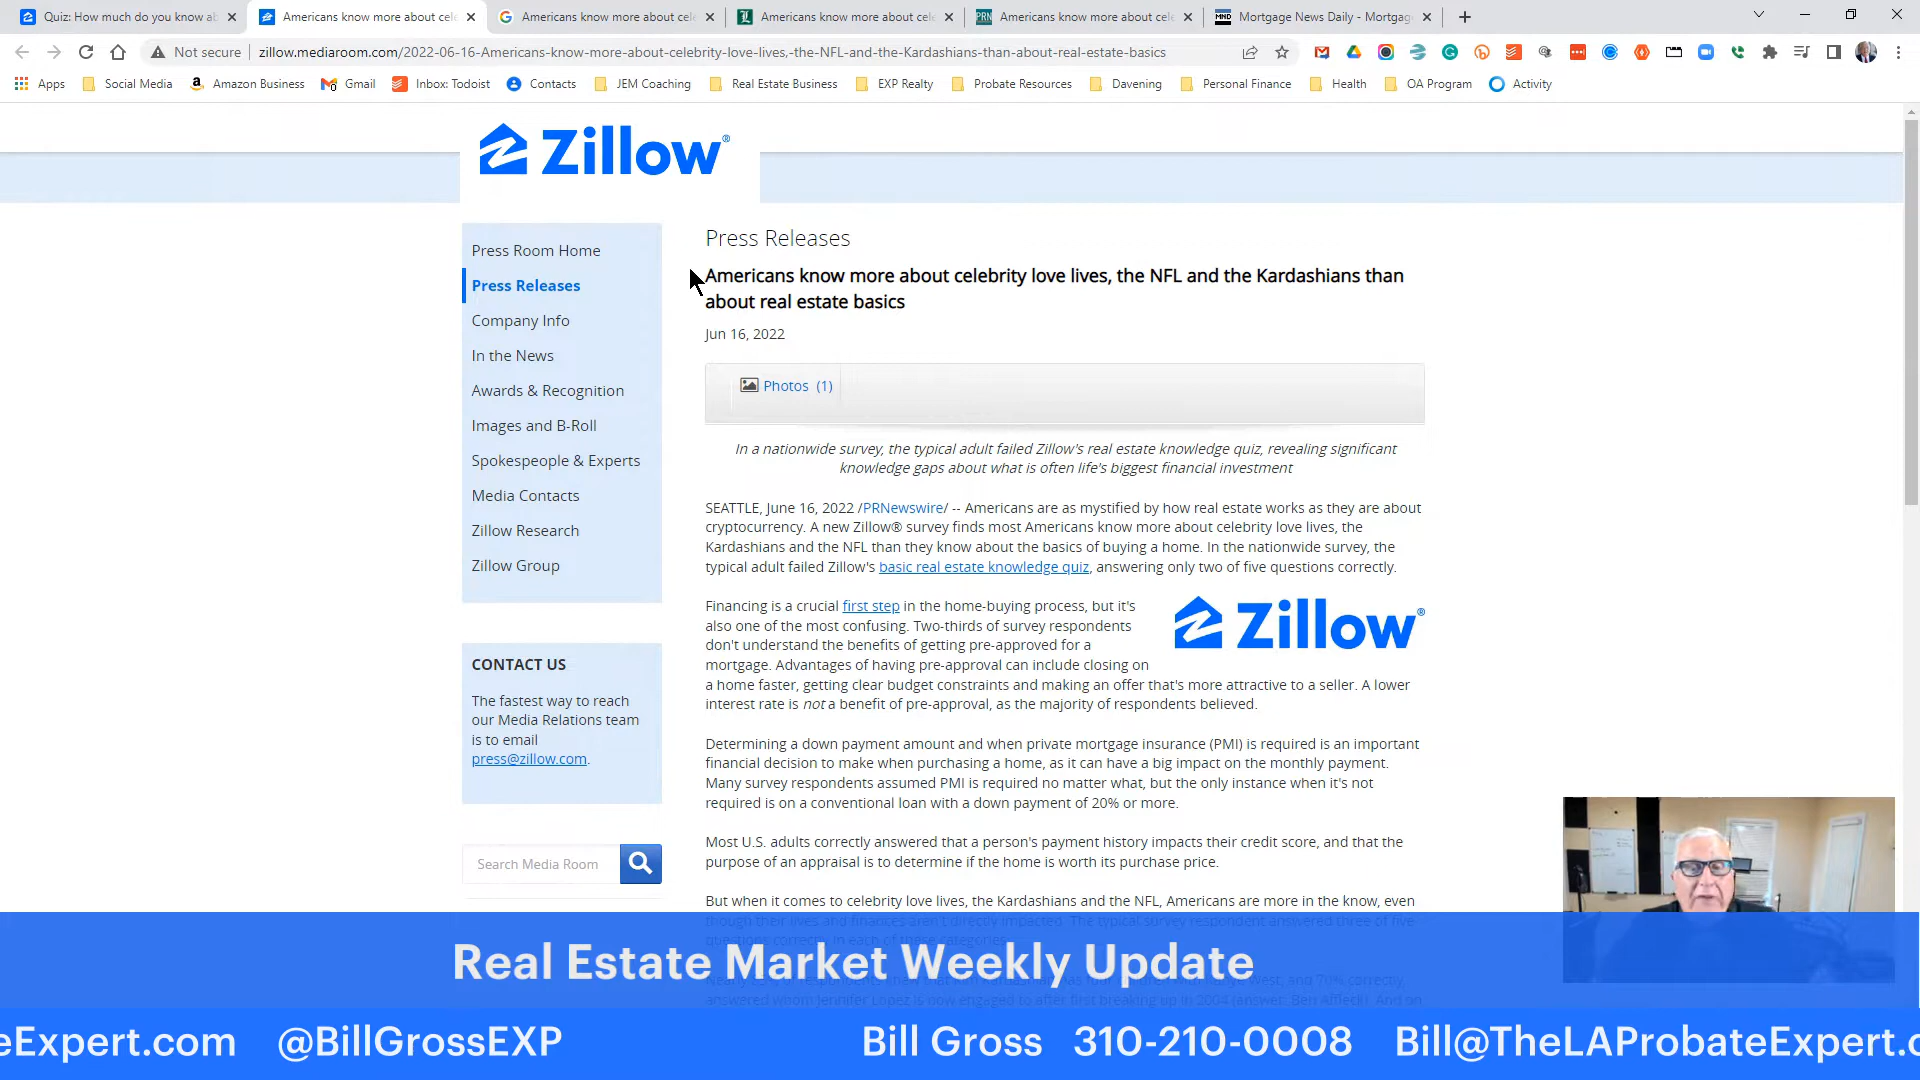 Quiz: How much do you know ab
Americans know more about cele
Americans know more about cele
Americans know more about cele
Americans know more about cele
Mortgage News Daily - Mortgage
Not secure
zillow.mediaroom.com/2022-06-16-Americans-know-more-about-celebrity-love-lives,-the-NFL-and-the-Kardashians-than-about-real-estate-basics
Apps
Social Media
Amazon Business
Gmail
Inbox: Todoist
Contacts
JEM Coaching
Real Estate Business
EXP Realty
Probate Resources
Davening
Personal Finance
Health
OA Program
Activity
Zillow®
Press Room Home
Press Releases
Company Info
In the News
Awards & Recognition
Images and B-Roll
Spokespeople & Experts
Media Contacts
Zillow Research
Zillow Group
CONTACT US
The fastest way to reach
our Media Relations team
is to email
press@zillow.com.
Search Media Room
Press Releases
Americans know more about celebrity love lives, the NFL and the Kardashians than
about real estate basics
Jun 16, 2022
Photos (1)
In a nationwide survey, the typical adult failed Zillow's real estate knowledge quiz, revealing significant
knowledge gaps about what is often life's biggest financial investment
SEATTLE, June 16, 2022 /PRNewswire/ -- Americans are as mystified by how real estate works as they are about
cryptocurrency. A new Zillow® survey finds most Americans know more about celebrity love lives, the
Kardashians and the NFL than they know about the basics of buying a home. In the nationwide survey, the
typical adult failed Zillow's basic real estate knowledge quiz, answering only two of five questions correctly.
Financing is a crucial first step in the home-buying process, but it's
also one of the most confusing. Two-thirds of survey respondents
don't understand the benefits of getting pre-approved for a
mortgage. Advantages of having pre-approval can include closing on
a home faster, getting clear budget constraints and making an offer that's more attractive to a seller. A lower
interest rate is not a benefit of pre-approval, as the majority of respondents believed.
Zillow®
Determining a down payment amount and when private mortgage insurance (PMI) is required is an important
financial decision to make when purchasing a home, as it can have a big impact on the monthly payment.
Many survey respondents assumed PMI is required no matter what, but the only instance when it's not
required is on a conventional loan with a down payment of 20% or more.
Most U.S. adults correctly answered that a person's payment history impacts their credit score, and that the
purpose of an appraisal is to determine if the home is worth its purchase price.
But when it comes to celebrity love lives, the Kardashians and the NFL, Americans are more in the know, even
though their lives and finances aren't directly impacted. The typical survey respondent answered three of five
questions correctly in each of these categories.
answered whom Jennifer Lopez is now engaged to after first breaking up in 2004 (answer: Ben Affleck). And on
Real Estate Market Weekly Update
eExpert.com @BillGrossEXP Bill Gross 310-210-0008 Bill@TheLAProbateExpert.c